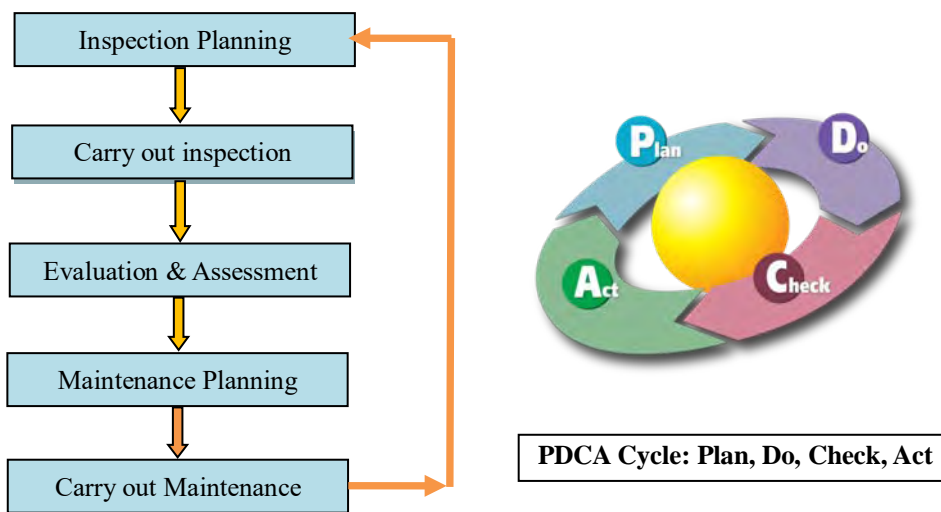 Inspection Planning
Carry out inspection
Evaluation & Assessment
Maintenance Planning
Carry out Maintenance
Plan
Do
Check
Act
PDCA Cycle: Plan, Do, Check, Act